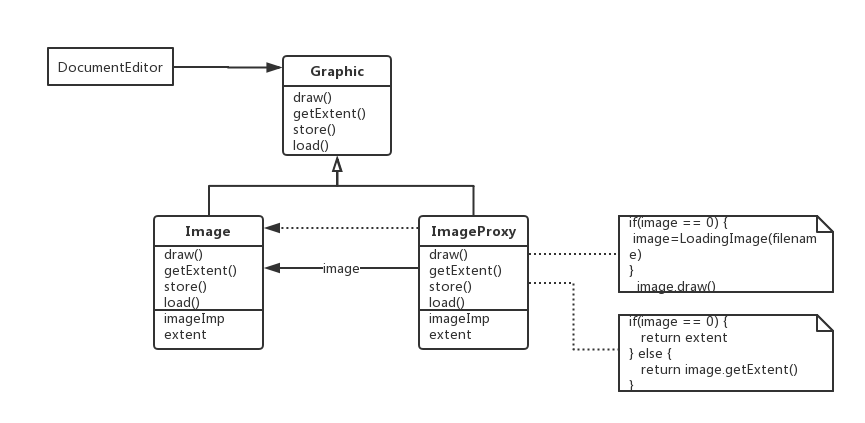 DocumentEditor
Graphic
draw()
getExtent()
store()
load()
Image
draw()
getExtent()
store()
load()
imageImp
extent
image
ImageProxy
draw()
getExtent()
store()
load()
imageImp
extent
if(image == 0) {
image=LoadingImage(filenam
e)
}
image.draw()
if(image == 0) {
return extent
} else {
return image.getExtent()
}